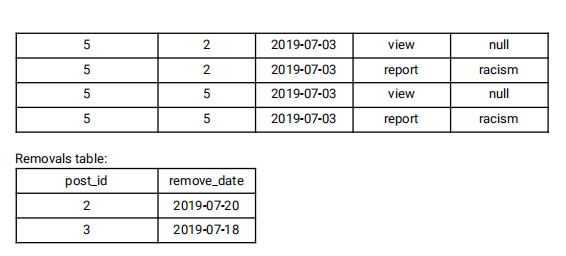 5 2 2019-07-03 view null
5 2 2019-07-03 report racism
5 5 2019-07-03 view null
5 5 2019-07-03 report racism
Removals table:
post_id remove_date
2 2019-07-20
3 2019-07-18